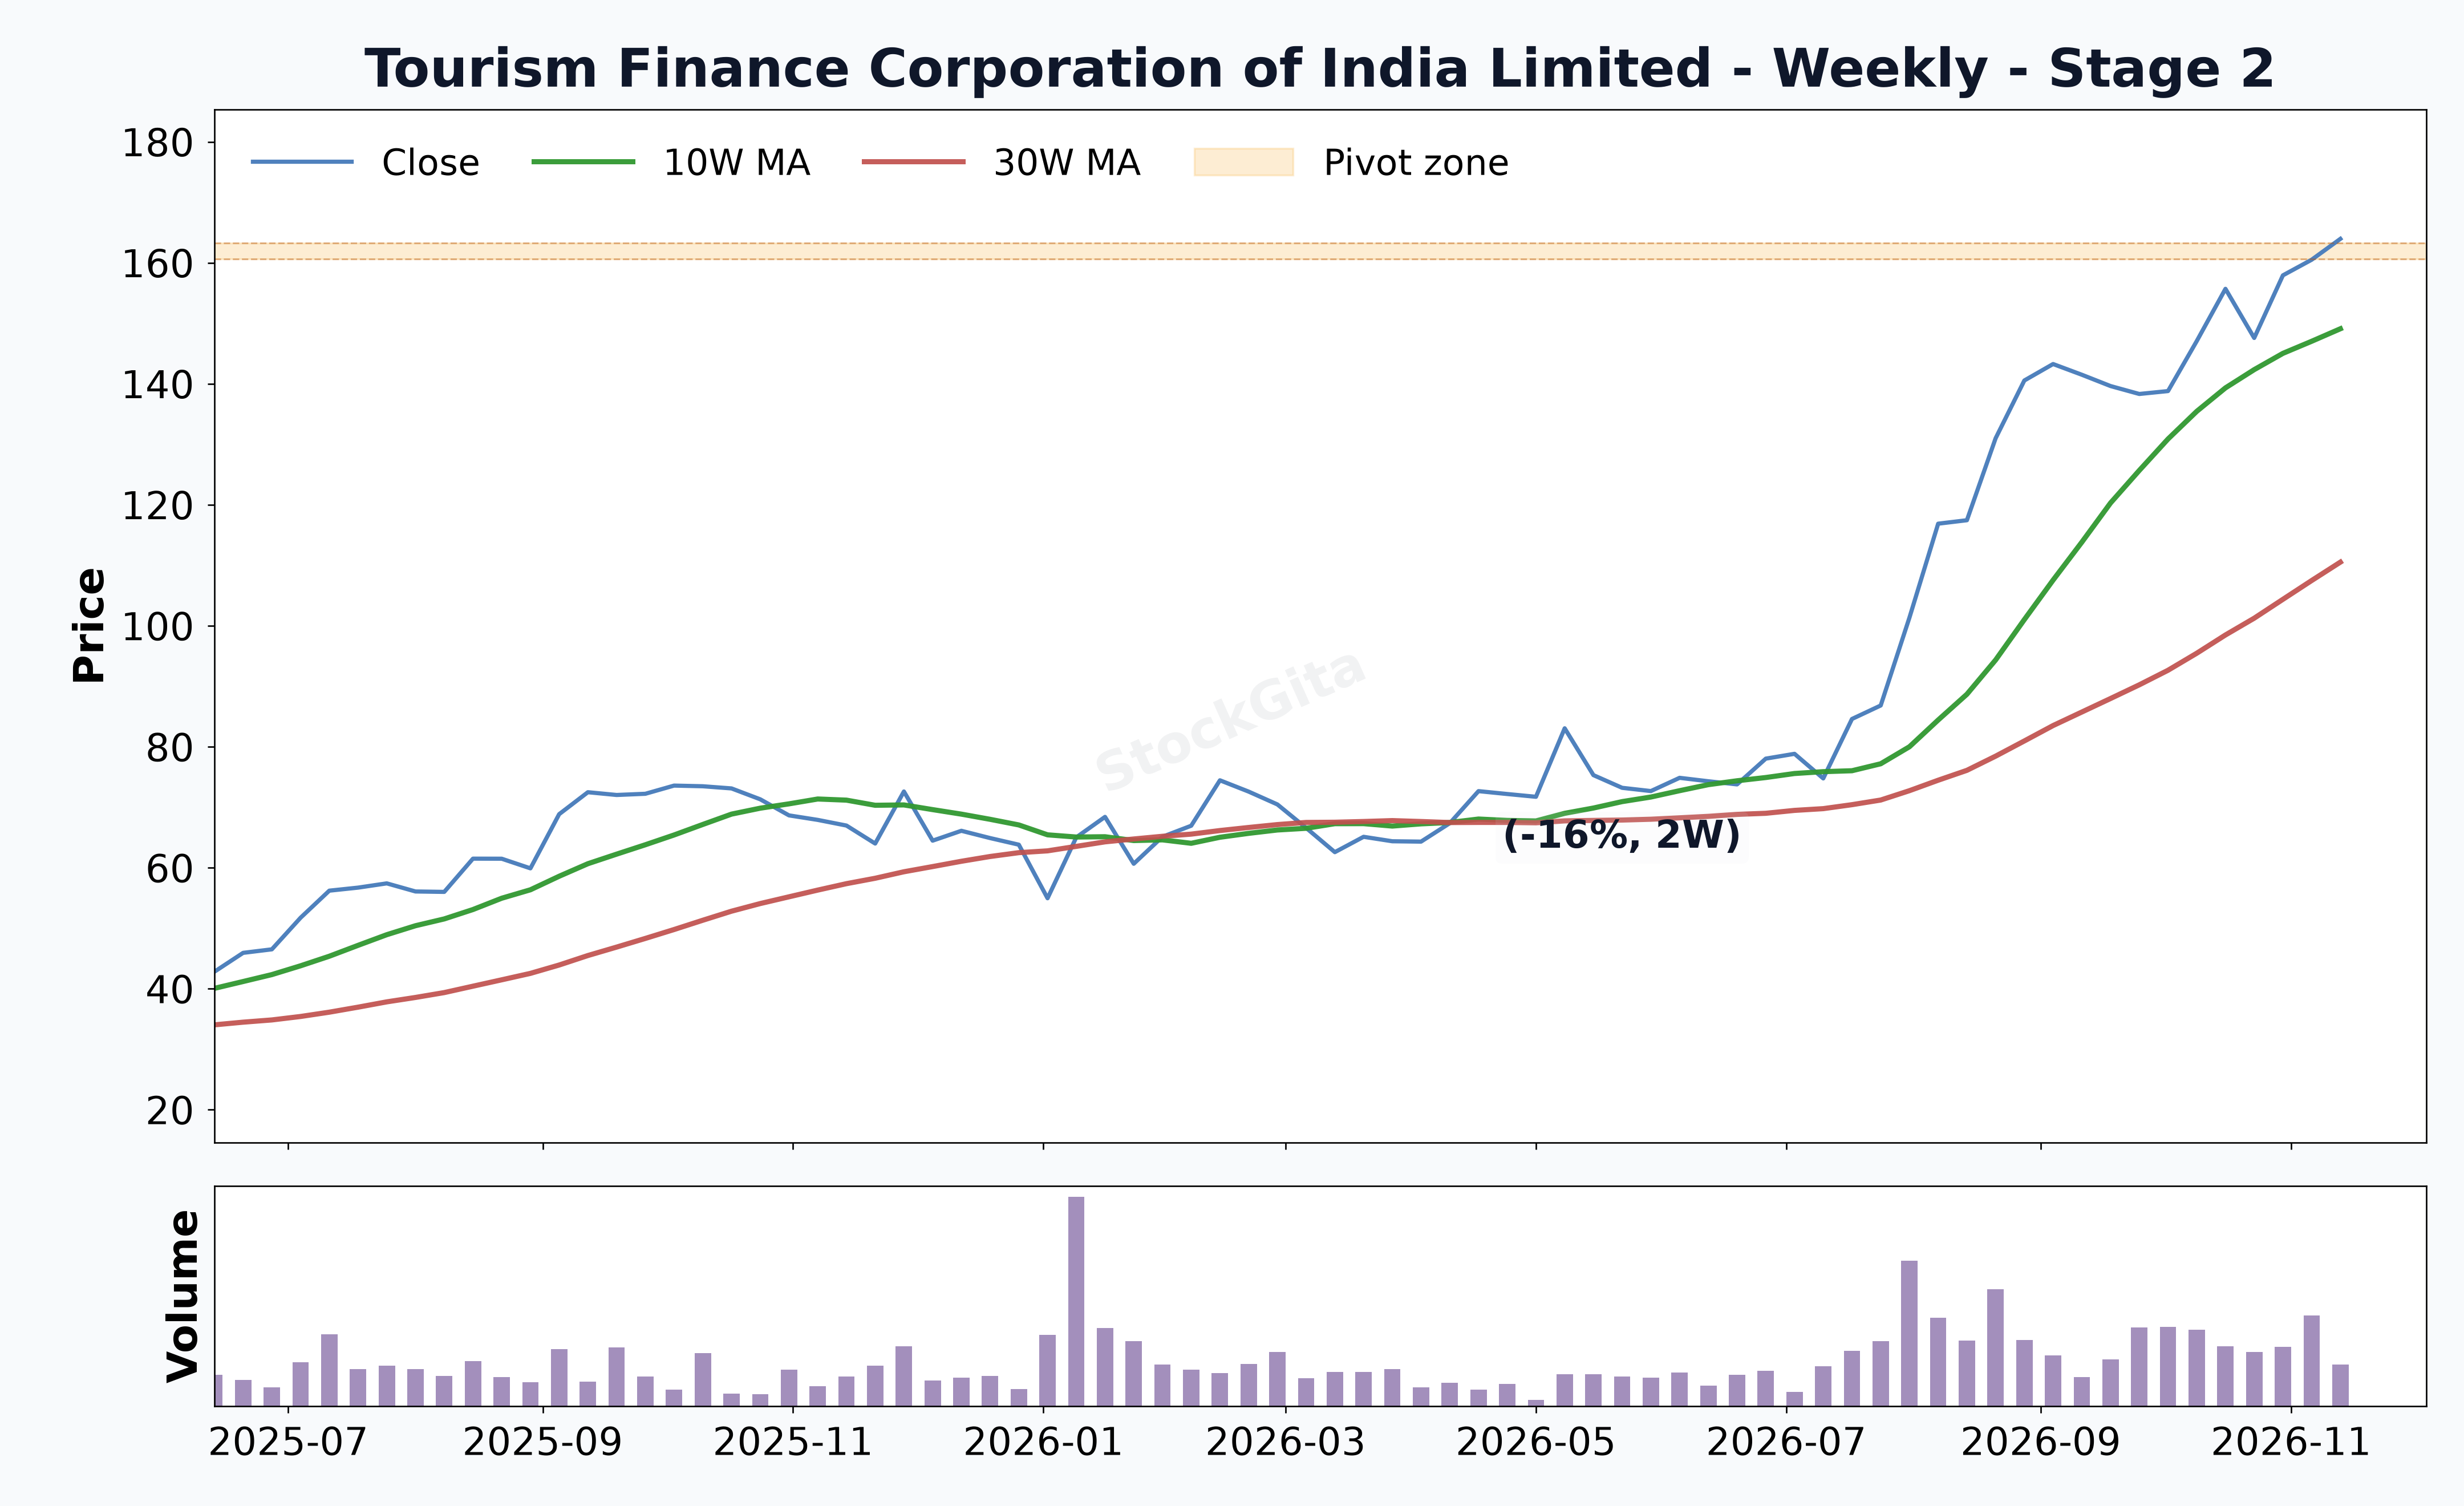 Tourism Finance Corporation of India Limited - Weekly - Stage 2
Close 10W MA 30W MA Pivot zone
180
160
140
120
100
80
60
40
20
Price
StockGita
(-16%, 2W)
Volume
2025-07 2025-09 2025-11 2026-01 2026-03 2026-05 2026-07 2026-09 2026-11